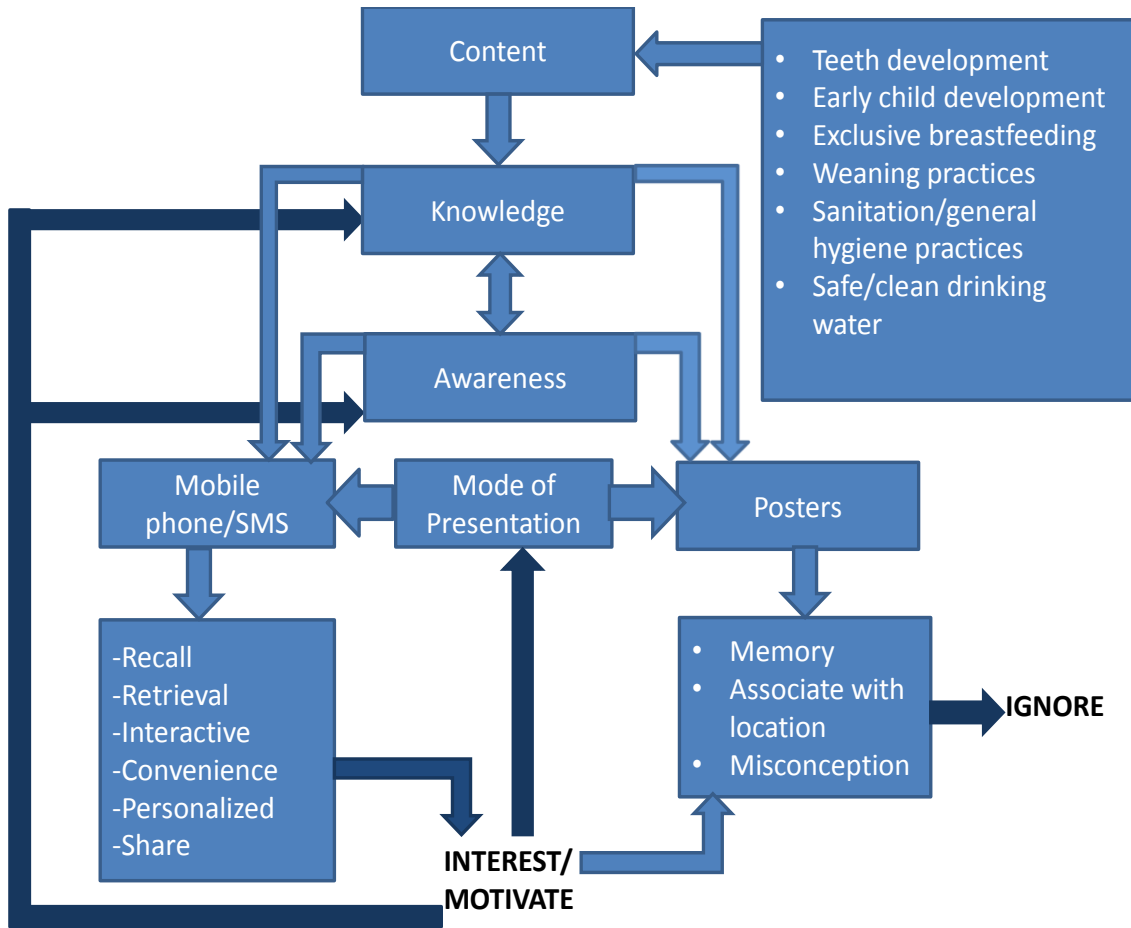 Content
• Teeth development
• Early child development
• Exclusive breastfeeding
• Weaning practices
• Sanitation/general
hygiene practices
• Safe/clean drinking
water
Knowledge
Awareness
Mobile
phone/SMS
Mode of
Presentation
Posters
-Recall
-Retrieval
-Interactive
-Convenience
-Personalized
-Share
• Memory
• Associate with
location
• Misconception
IGNORE
INTEREST/
MOTIVATE